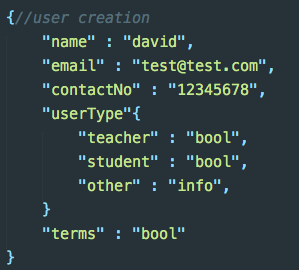 {//user creation
"name" : "david",
"email" : "test@test.com",
"contactNo" : "12345678",
"userType"{
"teacher" : "bool",
"student" : "bool",
"other" : "info",
}
"terms" : "bool"
}